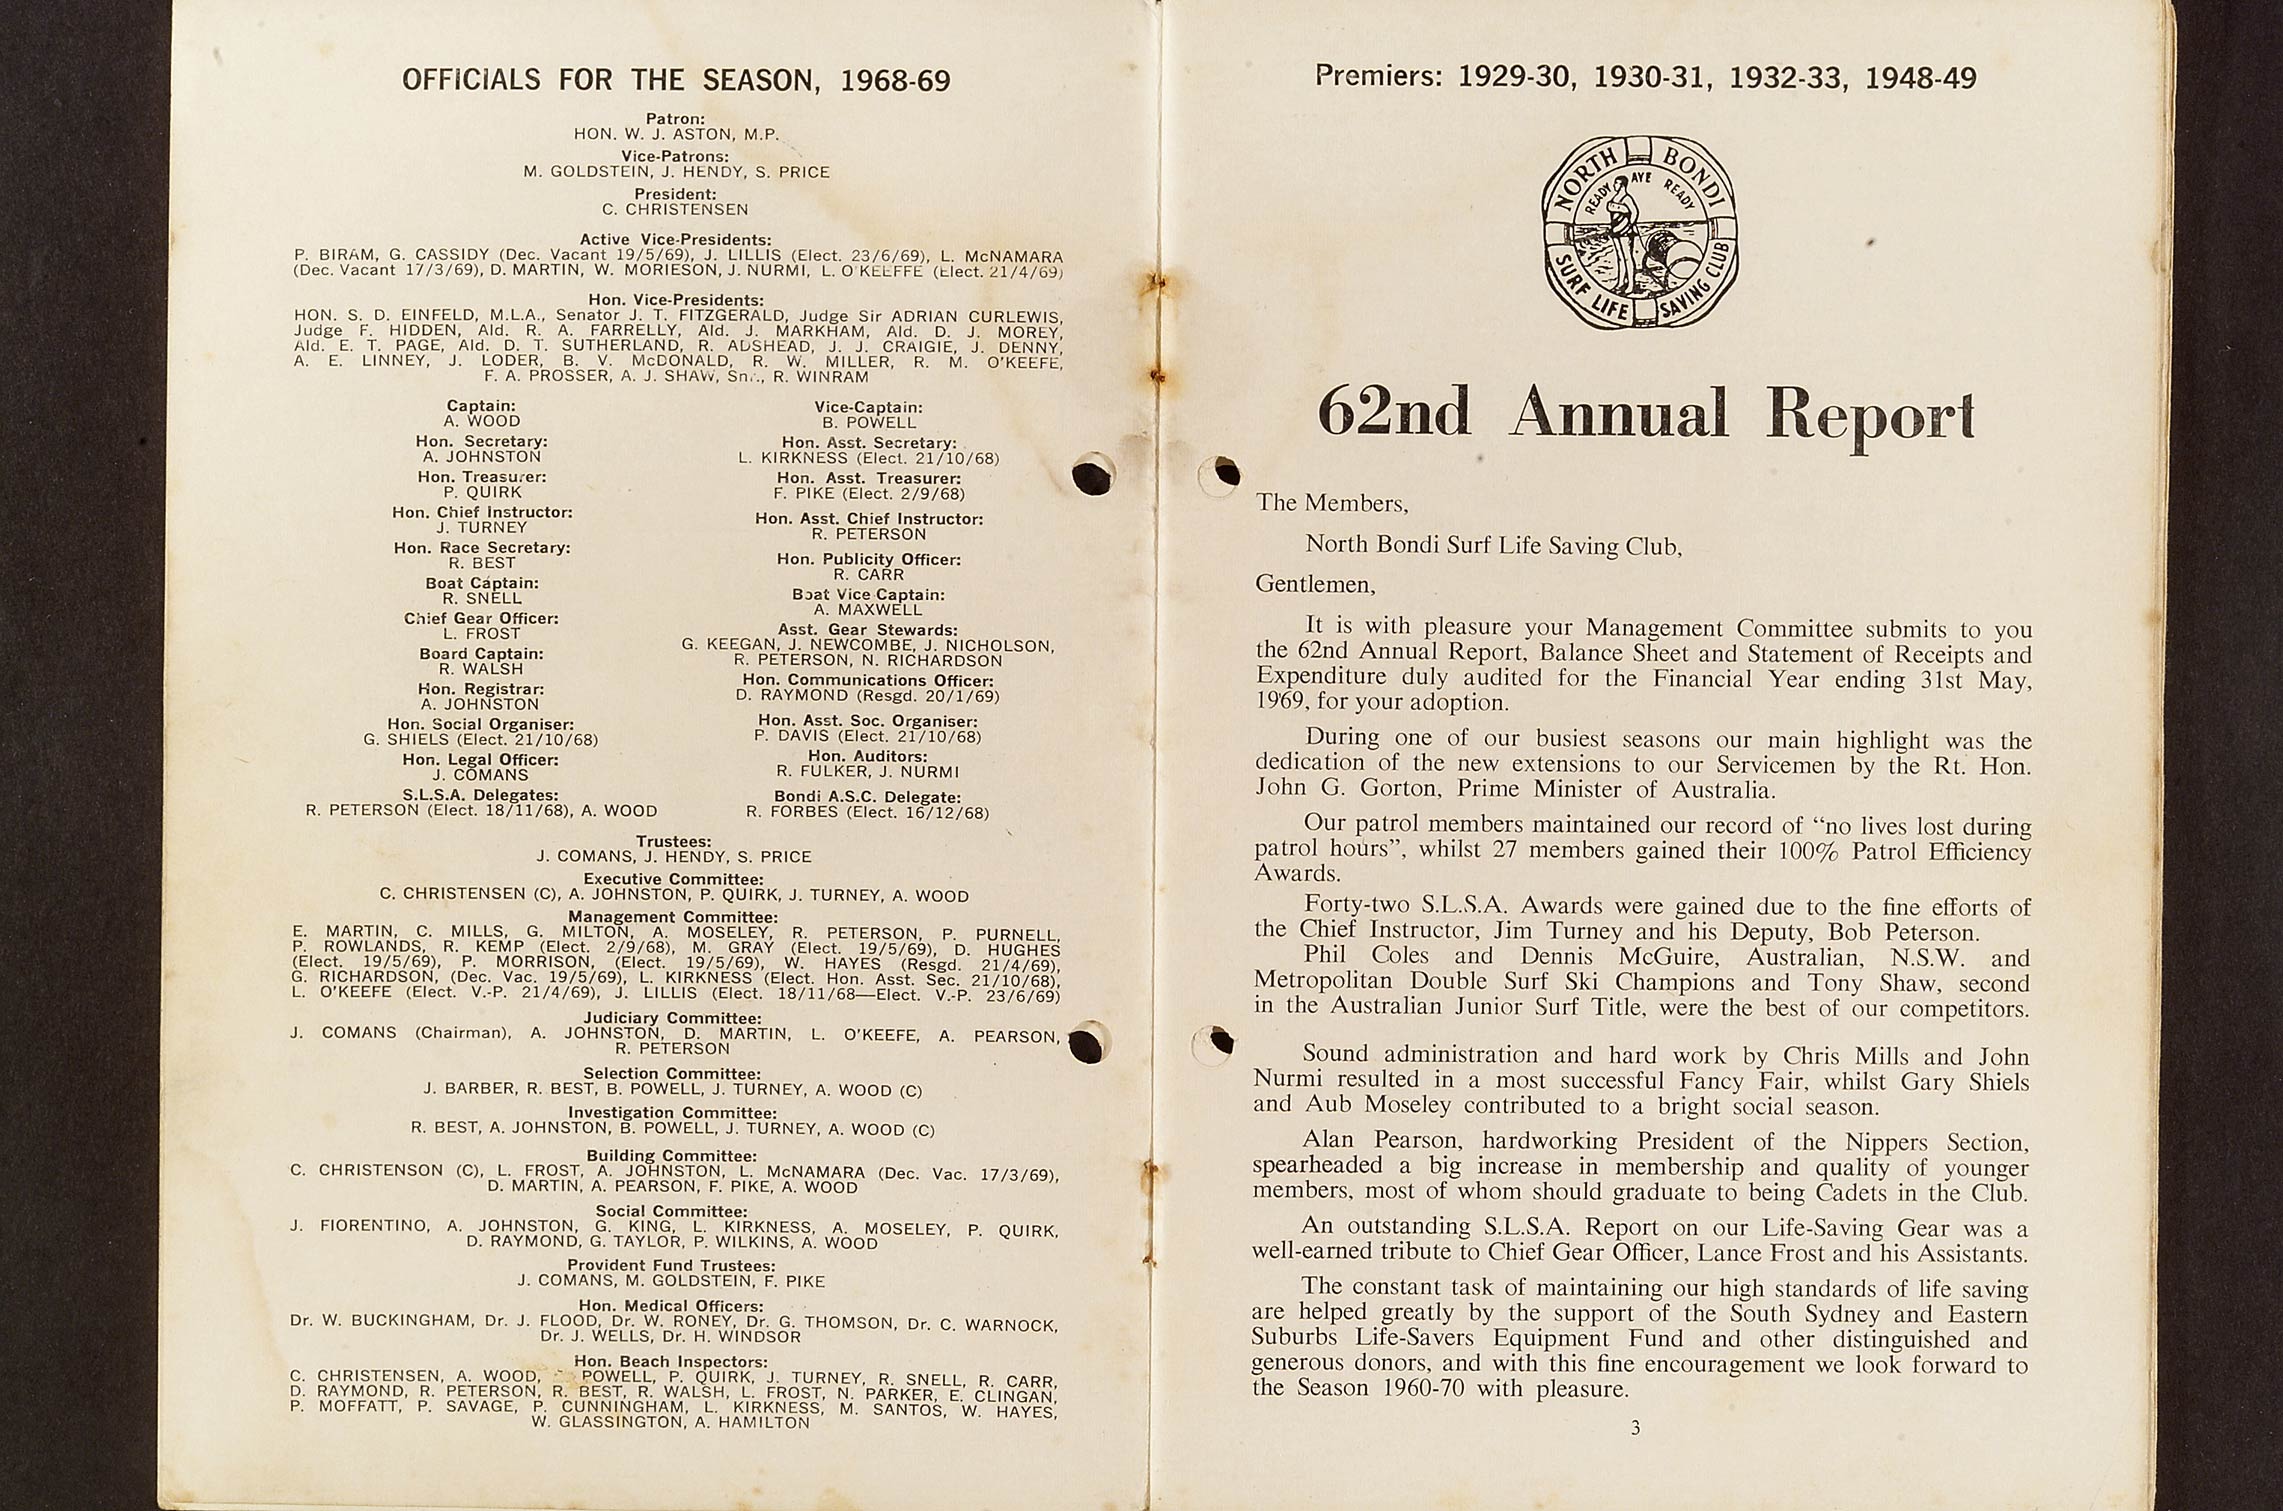 OFFICIALS FOR THE SEASON, 1968-69
Patron:
HON. W. J. ASTON, M.P.
Vice-Patrons:
M. GOLDSTEIN, J. HENDY, S. PRICE
President:
C. CHRISTENSEN
Active Vice-Presidents:
P. BIRAM, G. CASSIDY (Dec. Vacant 19/5/69), J. LILLIS (Elect. 23/6/69), L. McNAMARA
(Dec. Vacant 17/3/69), D. MARTIN, W. MORIESON, J. NURMI, L. O'KEEFFE (Elect. 21/4/69)
Hon. Vice-Presidents:
HON. S. D. EINFELD, M.L.A., Senator J. T. FITZGERALD, Judge Sir ADRIAN CURLEWIS,
Judge F. HIDDEN, Ald. R. A. FARRELLY, Ald. J. MARKHAM, Ald. D. J. MOREY,
Ald. E. T. PAGE, Ald. D. T. SUTHERLAND, R. ADSHEAD, J. J. CRAIGIE, J. DENNY,
A. E. LINNEY, J. LODER, B. V. McDONALD, R. W. MILLER, R. M. O'KEEFE,
F. A. PROSSER, A. J. SHAW, Snr., R. WINRAM
Captain:
A. WOOD
Hon. Secretary:
A. JOHNSTON
Hon. Treasurer:
P. QUIRK
Hon. Chief Instructor:
J. TURNEY
Hon. Race Secretary:
R. BEST
Boat Captain:
R. SNELL
Chief Gear Officer:
L. FROST
Board Captain:
R. WALSH
Hon. Registrar:
A. JOHNSTON
Hon. Social Organiser:
G. SHIELS (Elect. 21/10/68)
Hon. Legal Officer:
J. COMANS
S.L.S.A. Delegates:
R. PETERSON (Elect. 18/11/68), A. WOOD
Vice-Captain:
B. POWELL
Hon. Asst. Secretary:
L. KIRKNESS (Elect. 21/10/68)
Hon. Asst. Treasurer:
F. PIKE (Elect. 2/9/68)
Hon. Asst. Chief Instructor:
R. PETERSON
Hon. Publicity Officer:
R. CARR
Boat Vice Captain:
A. MAXWELL
Asst. Gear Stewards:
G. KEEGAN, J. NEWCOMBE, J. NICHOLSON,
R. PETERSON, N. RICHARDSON
Hon. Communications Officer:
D. RAYMOND (Resgd. 20/1/69)
Hon. Asst. Soc. Organiser:
P. DAVIS (Elect. 21/10/68)
Hon. Auditors:
R. FULKER, J. NURMI
Bondi A.S.C. Delegate:
R. FORBES (Elect. 16/12/68)
Trustees:
J. COMANS, J. HENDY, S. PRICE
Executive Committee:
C. CHRISTENSEN (C), A. JOHNSTON, P. QUIRK, J. TURNEY, A. WOOD
Management Committee:
E. MARTIN, C. MILLS, G. MILTON, A. MOSELEY, R. PETERSON, P. PURNELL,
P. ROWLANDS, R. KEMP (Elect. 2/9/68), M. GRAY (Elect. 19/5/69), D. HUGHES
(Elect. 19/5/69), P. MORRISON, (Elect. 19/5/69), W. HAYES (Resgd. 21/4/69),
G. RICHARDSON, (Dec. Vac. 19/5/69), L. KIRKNESS (Elect. Hon. Asst. Sec. 21/10/68),
L. O'KEEFE (Elect. V.-P. 21/4/69), J. LILLIS (Elect. 18/11/68—Elect. V.-P. 23/6/69)
Judiciary Committee:
J. COMANS (Chairman), A. JOHNSTON, D. MARTIN, L. O'KEEFE, A. PEARSON,
R. PETERSON
Selection Committee:
J. BARBER, R. BEST, B. POWELL, J. TURNEY, A. WOOD (C)
Investigation Committee:
R. BEST, A. JOHNSTON, B. POWELL, J. TURNEY, A. WOOD (C)
Building Committee:
C. CHRISTENSON (C), L. FROST, A. JOHNSTON, L. McNAMARA (Dec. Vac. 17/3/69),
D. MARTIN, A. PEARSON, F. PIKE, A. WOOD
Social Committee:
J. FIORENTINO, A. JOHNSTON, G. KING, L. KIRKNESS, A. MOSELEY, P. QUIRK,
D. RAYMOND, G. TAYLOR, P. WILKINS, A. WOOD
Provident Fund Trustees:
J. COMANS, M. GOLDSTEIN, F. PIKE
Hon. Medical Officers:
Dr. W. BUCKINGHAM, Dr. J. FLOOD, Dr. W. RONEY, Dr. G. THOMSON, Dr. C. WARNOCK,
Dr. J. WELLS, Dr. H. WINDSOR
Hon. Beach Inspectors:
C. CHRISTENSEN, A. WOOD, POWELL, P. QUIRK, J. TURNEY, R. SNELL, R. CARR,
D. RAYMOND, R. PETERSON, R. BEST, R. WALSH, L. FROST, N. PARKER, E. CLINGAN,
P. MOFFATT, P. SAVAGE, P. CUNNINGHAM, L. KIRKNESS, M. SANTOS, W. HAYES,
W. GLASSINGTON, A. HAMILTON
Premiers: 1929-30, 1930-31, 1932-33, 1948-49
NORTH BONDI
READY AYE READY
SURF LIFE SAVING CLUB
62nd Annual Report
The Members,
North Bondi Surf Life Saving Club,
Gentlemen,
It is with pleasure your Management Committee submits to you
the 62nd Annual Report, Balance Sheet and Statement of Receipts and
Expenditure duly audited for the Financial Year ending 31st May,
1969, for your adoption.
During one of our busiest seasons our main highlight was the
dedication of the new extensions to our Servicemen by the Rt. Hon.
John G. Gorton, Prime Minister of Australia.
Our patrol members maintained our record of "no lives lost during
patrol hours", whilst 27 members gained their 100% Patrol Efficiency
Awards.
Forty-two S.L.S.A. Awards were gained due to the fine efforts of
the Chief Instructor, Jim Turney and his Deputy, Bob Peterson.
Phil Coles and Dennis McGuire, Australian, N.S.W. and
Metropolitan Double Surf Ski Champions and Tony Shaw, second
in the Australian Junior Surf Title, were the best of our competitors.
Sound administration and hard work by Chris Mills and John
Nurmi resulted in a most successful Fancy Fair, whilst Gary Shiels
and Aub Moseley contributed to a bright social season.
Alan Pearson, hardworking President of the Nippers Section,
spearheaded a big increase in membership and quality of younger
members, most of whom should graduate to being Cadets in the Club.
An outstanding S.L.S.A. Report on our Life-Saving Gear was a
well-earned tribute to Chief Gear Officer, Lance Frost and his Assistants.
The constant task of maintaining our high standards of life saving
are helped greatly by the support of the South Sydney and Eastern
Suburbs Life-Savers Equipment Fund and other distinguished and
generous donors, and with this fine encouragement we look forward to
the Season 1960-70 with pleasure.
3